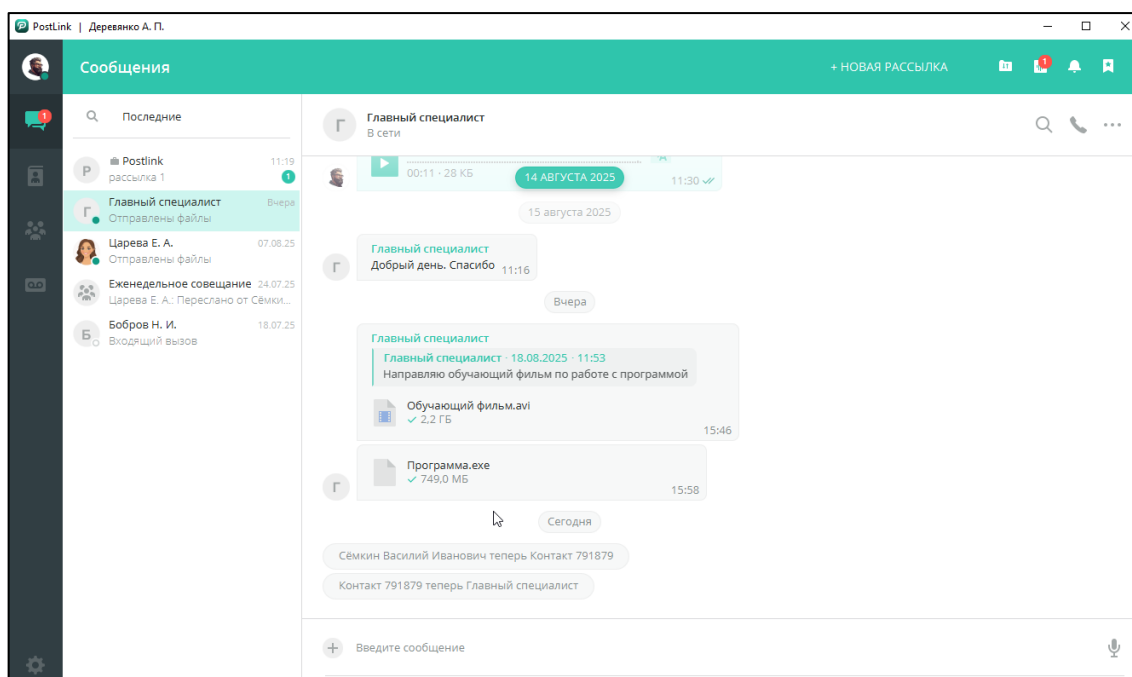 PostLink | Деревянко А. П.
Сообщения
+ НОВАЯ РАССЫЛКА
1
1
Последние
P
Postlink
11:19
рассылка 1
1
Г
Главный специалист
Вчера
Отправлены файлы
Царева Е. А.
07.08.25
Отправлены файлы
Еженедельное совещание
24.07.25
Царева Е. А.: Переслано от Сёмки...
Б
Бобров Н. И.
18.07.25
Входящий вызов
Г
Главный специалист
В сети
00:11 · 28 КБ
14 АВГУСТА 2025
11:30
15 августа 2025
Главный специалист
Г
Добрый день. Спасибо
11:16
Вчера
Главный специалист
Главный специалист · 18.08.2025 · 11:53
Направляю обучающий фильм по работе с программой
Обучающий фильм.avi
2,2 ГБ
15:46
Программа.exe
749,0 МБ
Г
15:58
Сегодня
Сёмкин Василий Иванович теперь Контакт 791879
Контакт 791879 теперь Главный специалист
Введите сообщение